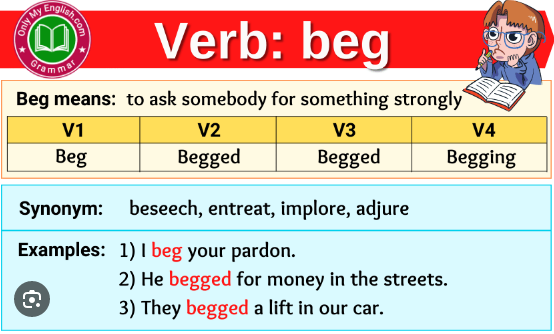 Only My English.com
Grammar
Verb: beg
Beg means: to ask somebody for something strongly
V1 V2 V3 V4
Beg Begged Begged Begging
Synonym: beseech, entreat, implore, adjure
Examples: 1) I beg your pardon.
2) He begged for money in the streets.
3) They begged a lift in our car.